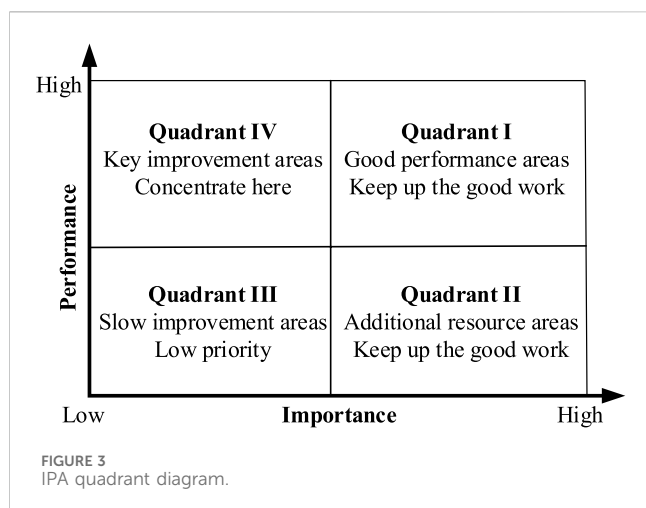 High
Quadrant IV
Key improvement areas
Concentrate here
Quadrant I
Good performance areas
Keep up the good work
Performance
Quadrant III
Slow improvement areas
Low priority
Quadrant II
Additional resource areas
Keep up the good work
Low
Importance
High
FIGURE 3
IPA quadrant diagram.